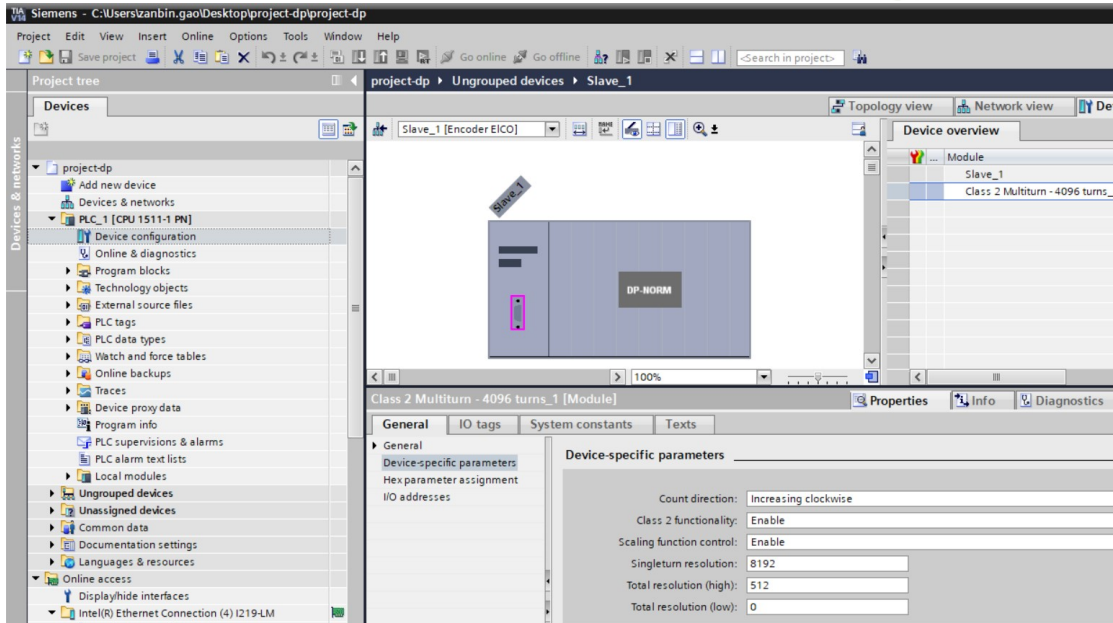 TIA V14 Siemens - C:\Users\zanbin.gao\Desktop\project-dp\project-dp
Project Edit View Insert Online Options Tools Window Help
Save project Go online Go offline <Search in project>
Project tree
project-dp Ungrouped devices Slave_1
Devices
Topology view Network view De
Devices & networks
Slave_1 [Encoder ElCO]
Device overview
... Module
Slave_1
Class 2 Multiturn - 4096 turns_
project-dp
Add new device
Devices & networks
PLC_1 [CPU 1511-1 PN]
Device configuration
Online & diagnostics
Program blocks
Technology objects
External source files
PLC tags
PLC data types
Watch and force tables
Online backups
Traces
Device proxy data
Program info
PLC supervisions & alarms
PLC alarm text lists
Local modules
Ungrouped devices
Unassigned devices
Common data
Documentation settings
Languages & resources
Online access
Display/hide interfaces
Intel(R) Ethernet Connection (4) I219-LM
Slave_1
DP-NORM
100%
Class 2 Multiturn - 4096 turns_1 [Module]
Properties Info Diagnostics
General IO tags System constants Texts
General
Device-specific parameters
Hex parameter assignment
I/O addresses
Device-specific parameters
Count direction: Increasing clockwise
Class 2 functionality: Enable
Scaling function control: Enable
Singleturn resolution: 8192
Total resolution (high): 512
Total resolution (low): 0